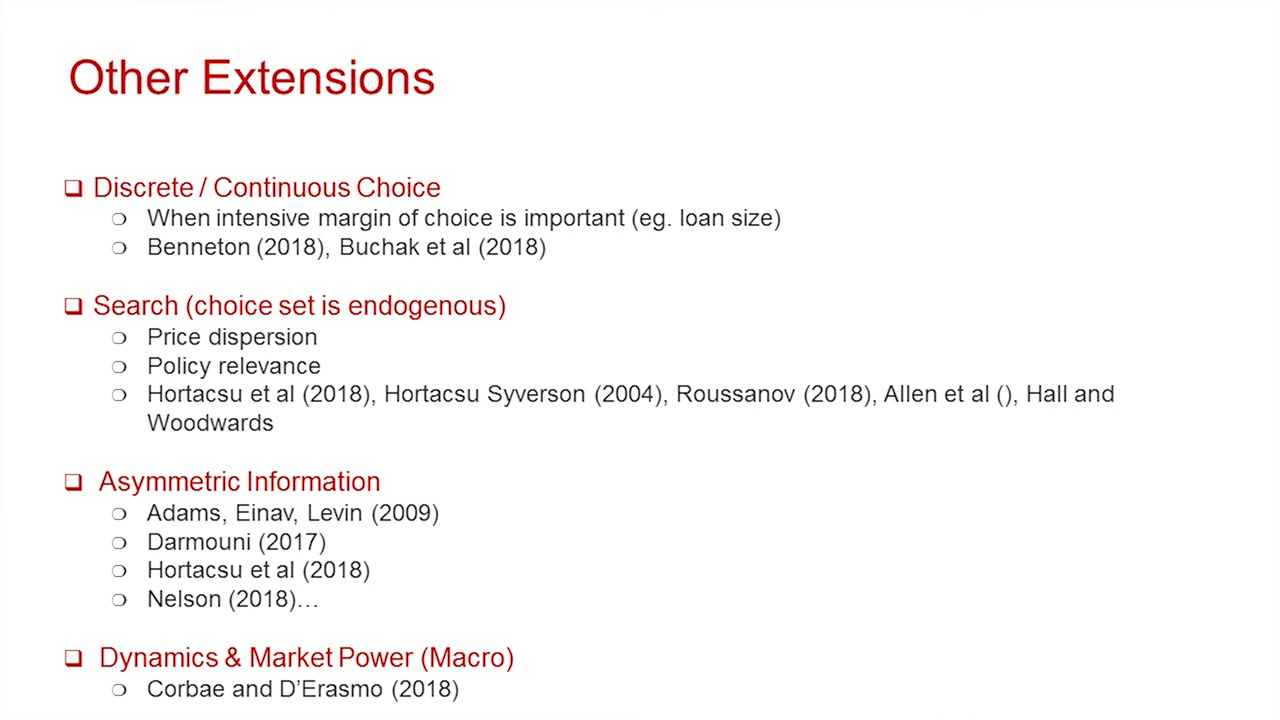 Other Extensions
Discrete / Continuous Choice
When intensive margin of choice is important (eg. loan size)
Benneton (2018), Buchak et al (2018)
Search (choice set is endogenous)
Price dispersion
Policy relevance
Hortacsu et al (2018), Hortacsu Syverson (2004), Roussanov (2018), Allen et al (), Hall and
Woodwards
Asymmetric Information
Adams, Einav, Levin (2009)
Darmouni (2017)
Hortacsu et al (2018)
Nelson (2018)…
Dynamics & Market Power (Macro)
Corbae and D’Erasmo (2018)